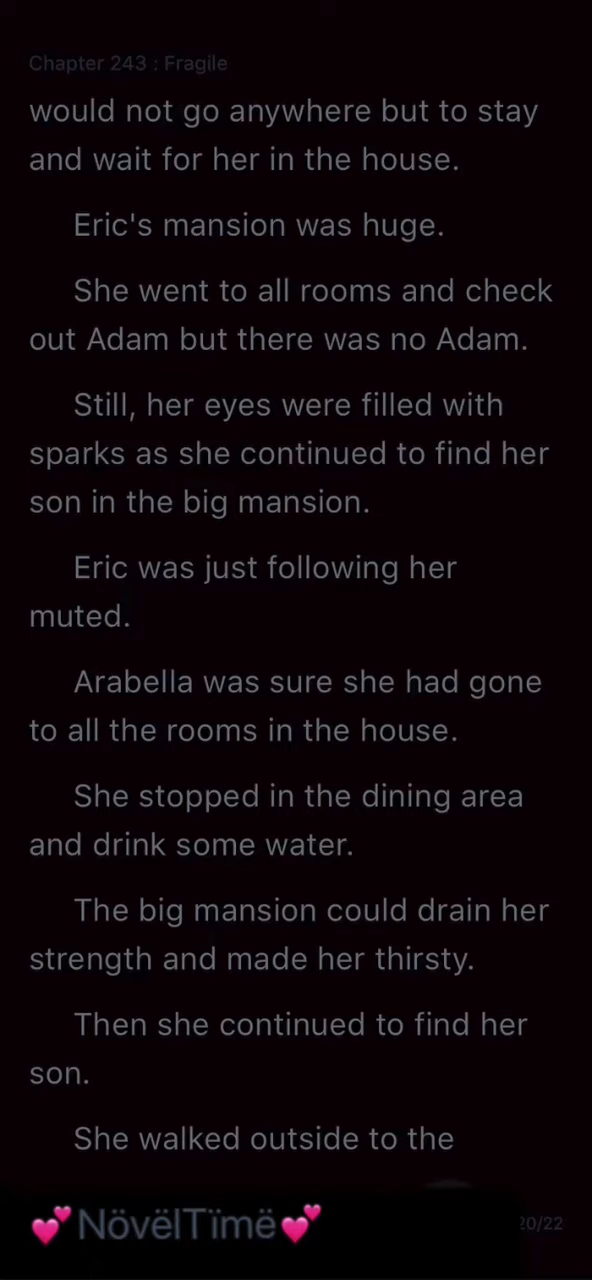 Chapter 243 : Fragile
would not go anywhere but to stay
and wait for her in the house.
Eric's mansion was huge.
She went to all rooms and check
out Adam but there was no Adam.
Still, her eyes were filled with
sparks as she continued to find her
son in the big mansion.
Eric was just following her
muted.
Arabella was sure she had gone
to all the rooms in the house.
She stopped in the dining area
and drink some water.
The big mansion could drain her
strength and made her thirsty.
Then she continued to find her
son.
She walked outside to the
💕NövëlTïmë💕 20/22